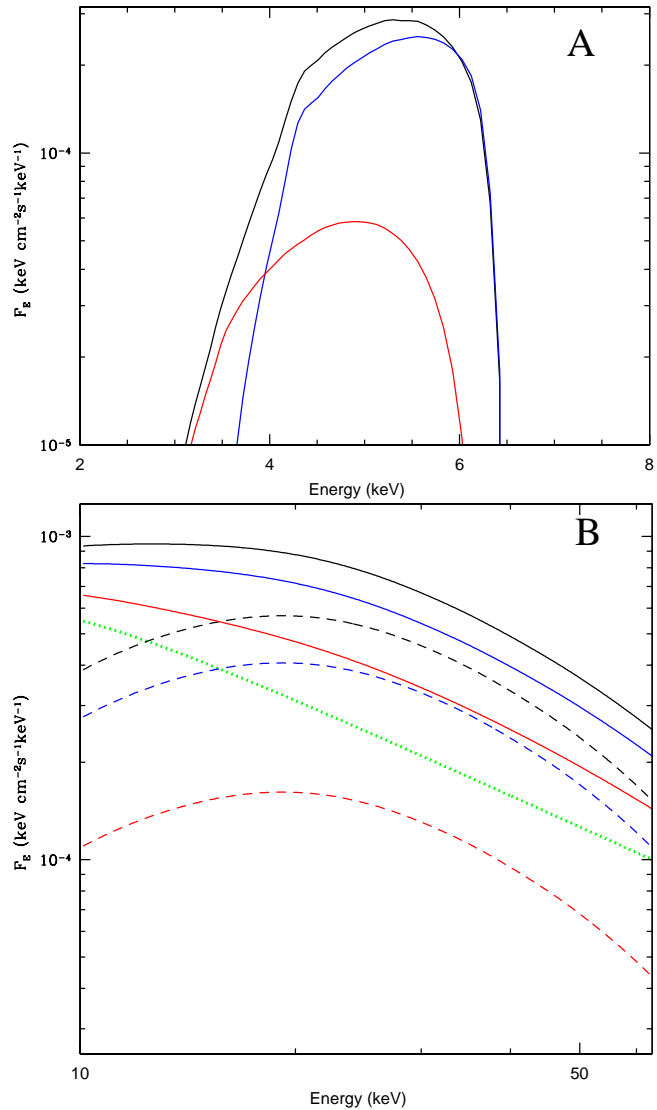 A
10⁻⁴
10⁻⁵
F_E (keV cm⁻²s⁻¹keV⁻¹)
2 4 6 8
Energy (keV)
B
10⁻³
10⁻⁴
F_E (keV cm⁻²s⁻¹keV⁻¹)
10 50
Energy (keV)